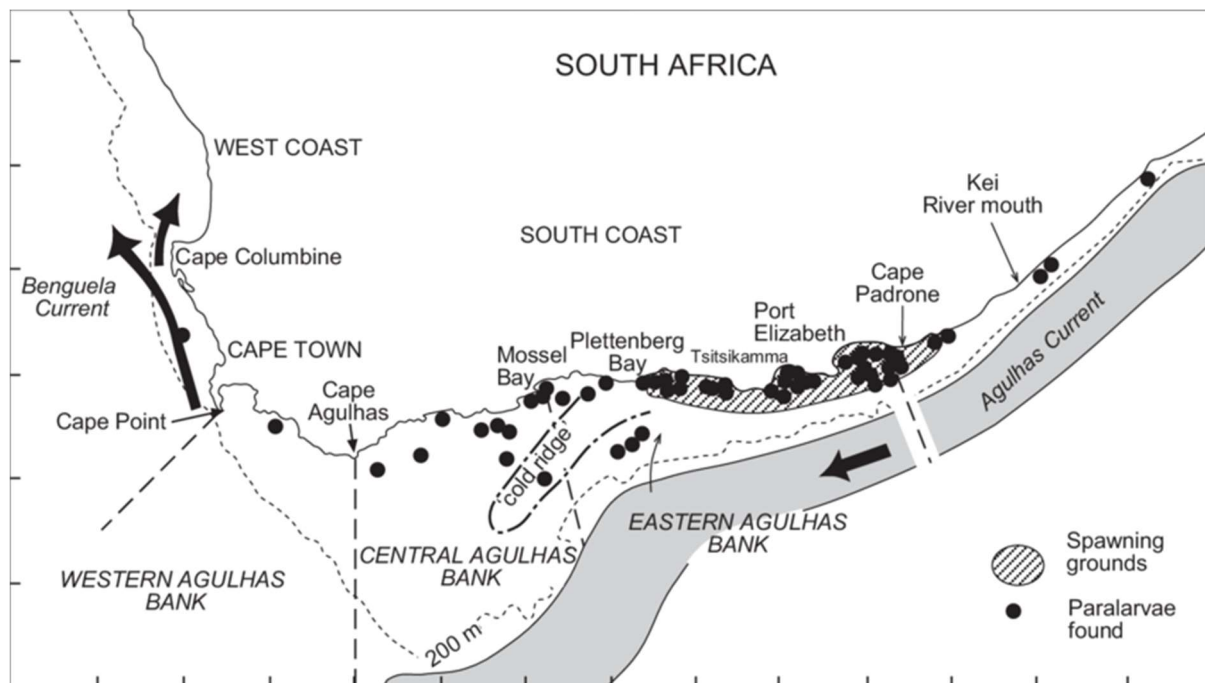 SOUTH AFRICA
WEST COAST
Kei
River mouth
SOUTH COAST
Cape Columbine
Benguela
Current
Cape
Padrone
Port
Elizabeth
Agulhas Current
CAPE TOWN
Mossel
Bay
Plettenberg
Bay
Tsitsikamma
Cape
Agulhas
Cape Point
cold ridge
EASTERN AGULHAS
BANK
CENTRAL AGULHAS
BANK
WESTERN AGULHAS
BANK
200 m
Spawning
grounds
Paralarvae
found